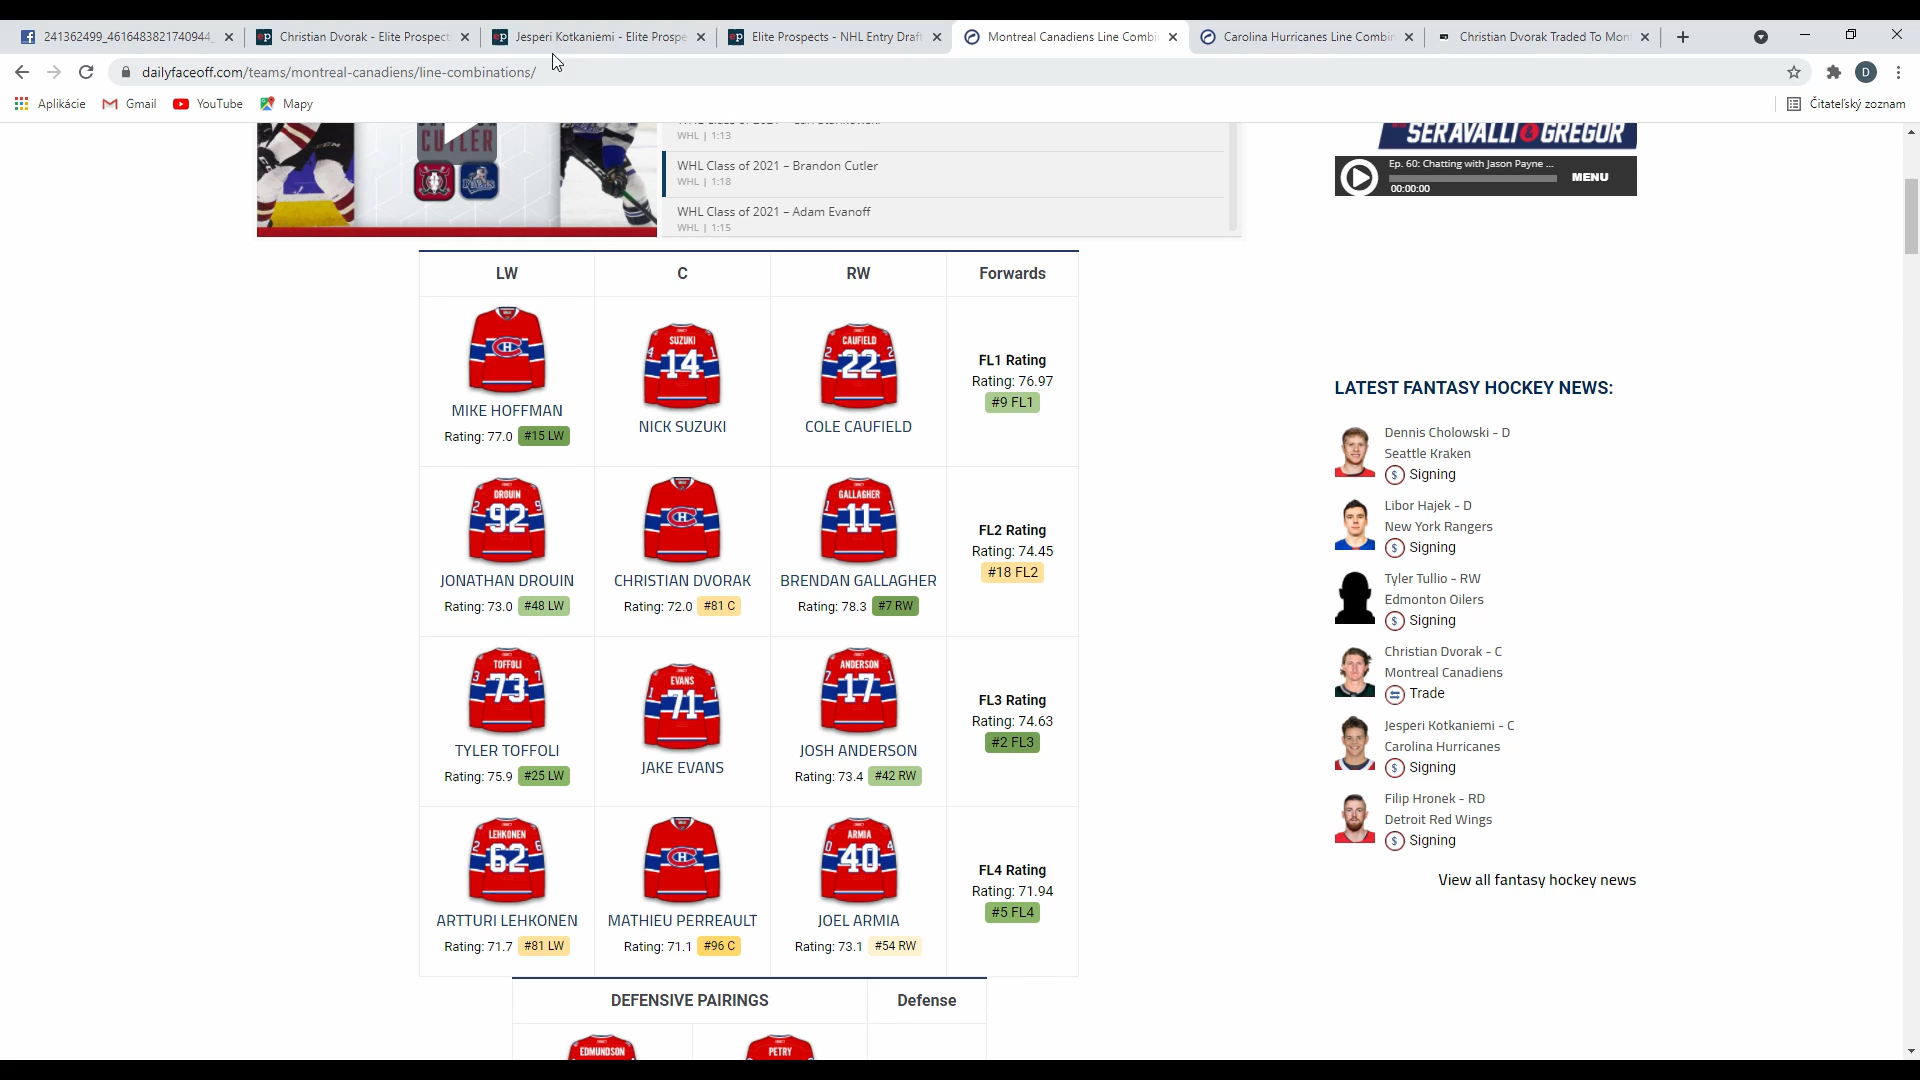 241362499_4616483821740944_
Christian Dvorak - Elite Prospect
Jesperi Kotkaniemi - Elite Prospe
Elite Prospects - NHL Entry Draft
Montreal Canadiens Line Combi
Carolina Hurricanes Line Combin
Christian Dvorak Traded To Mon
dailyfaceoff.com/teams/montreal-canadiens/line-combinations/
D
Aplikácie
Gmail
YouTube
Mapy
Čitateľský zoznam
CUTLER
WHL | 1:13
WHL Class of 2021 – Brandon Cutler
WHL | 1:18
WHL Class of 2021 – Adam Evanoff
WHL | 1:15
SERAVALLI & GREGOR
Ep. 60: Chatting with Jason Payne ...
00:00:00
MENU
LW
C
RW
Forwards
SUZUKI
14
CAUFIELD
22
MIKE HOFFMAN
Rating: 77.0 #15 LW
NICK SUZUKI
COLE CAUFIELD
FL1 Rating
Rating: 76.97
#9 FL1
DROUIN
92
GALLAGHER
11
JONATHAN DROUIN
Rating: 73.0 #48 LW
CHRISTIAN DVORAK
Rating: 72.0 #81 C
BRENDAN GALLAGHER
Rating: 78.3 #7 RW
FL2 Rating
Rating: 74.45
#18 FL2
TOFFOLI
73
EVANS
71
ANDERSON
17
TYLER TOFFOLI
Rating: 75.9 #25 LW
JAKE EVANS
JOSH ANDERSON
Rating: 73.4 #42 RW
FL3 Rating
Rating: 74.63
#2 FL3
LEHKONEN
62
ARMIA
40
ARTTURI LEHKONEN
Rating: 71.7 #81 LW
MATHIEU PERREAULT
Rating: 71.1 #96 C
JOEL ARMIA
Rating: 73.1 #54 RW
FL4 Rating
Rating: 71.94
#5 FL4
DEFENSIVE PAIRINGS
Defense
EDMUNDSON
PETRY
LATEST FANTASY HOCKEY NEWS:
Dennis Cholowski - D
Seattle Kraken
Signing
Libor Hajek - D
New York Rangers
Signing
Tyler Tullio - RW
Edmonton Oilers
Signing
Christian Dvorak - C
Montreal Canadiens
Trade
Jesperi Kotkaniemi - C
Carolina Hurricanes
Signing
Filip Hronek - RD
Detroit Red Wings
Signing
View all fantasy hockey news